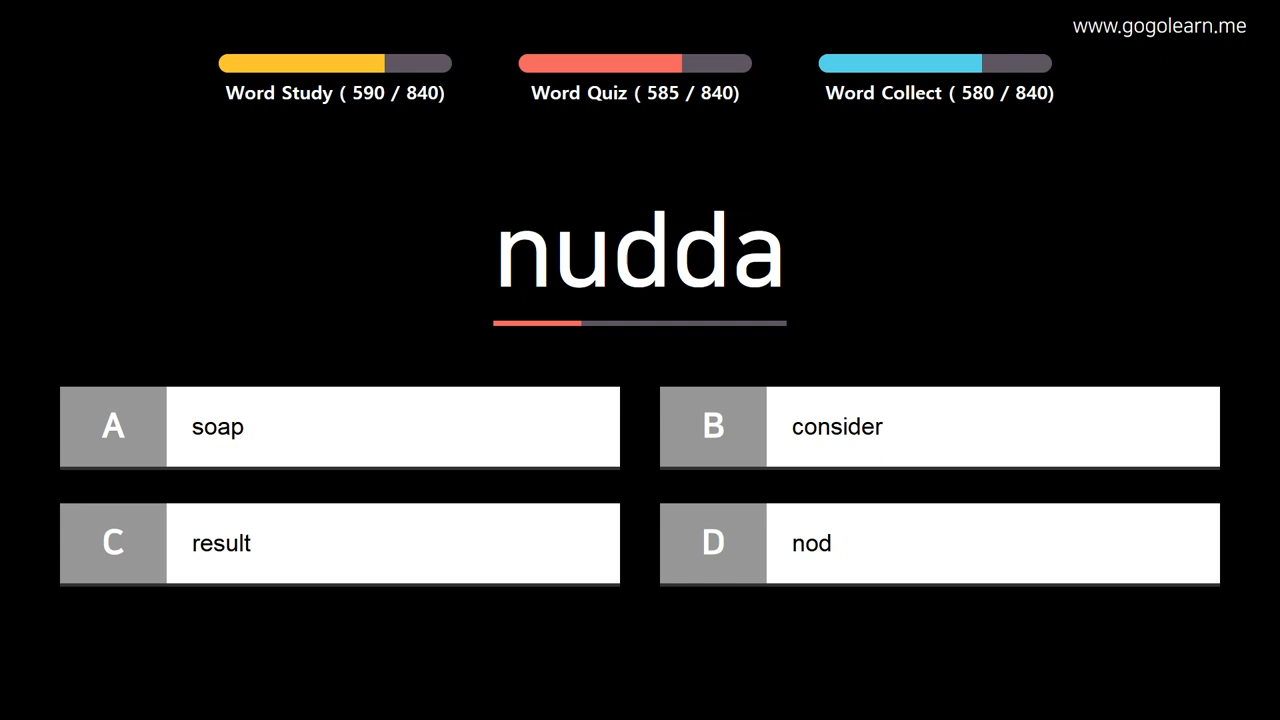 www.gogolearn.me
Word Study ( 590 / 840)
Word Quiz ( 585 / 840)
Word Collect ( 580 / 840)
nudda
A soap
B consider
C result
D nod